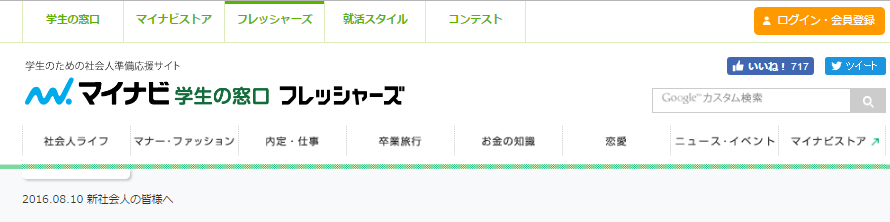 学生の窓口 マイナビストア フレッシャーズ 就活スタイル コンテスト ログイン・会員登録
学生のための社会人準備応援サイト
いいね！ 717 ツイート
マイナビ 学生の窓口 フレッシャーズ
Google™ カスタム検索
社会人ライフ マナー・ファッション 内定・仕事 卒業旅行 お金の知識 恋愛 ニュース・イベント マイナビストア
2016.08.10 新社会人の皆様へ